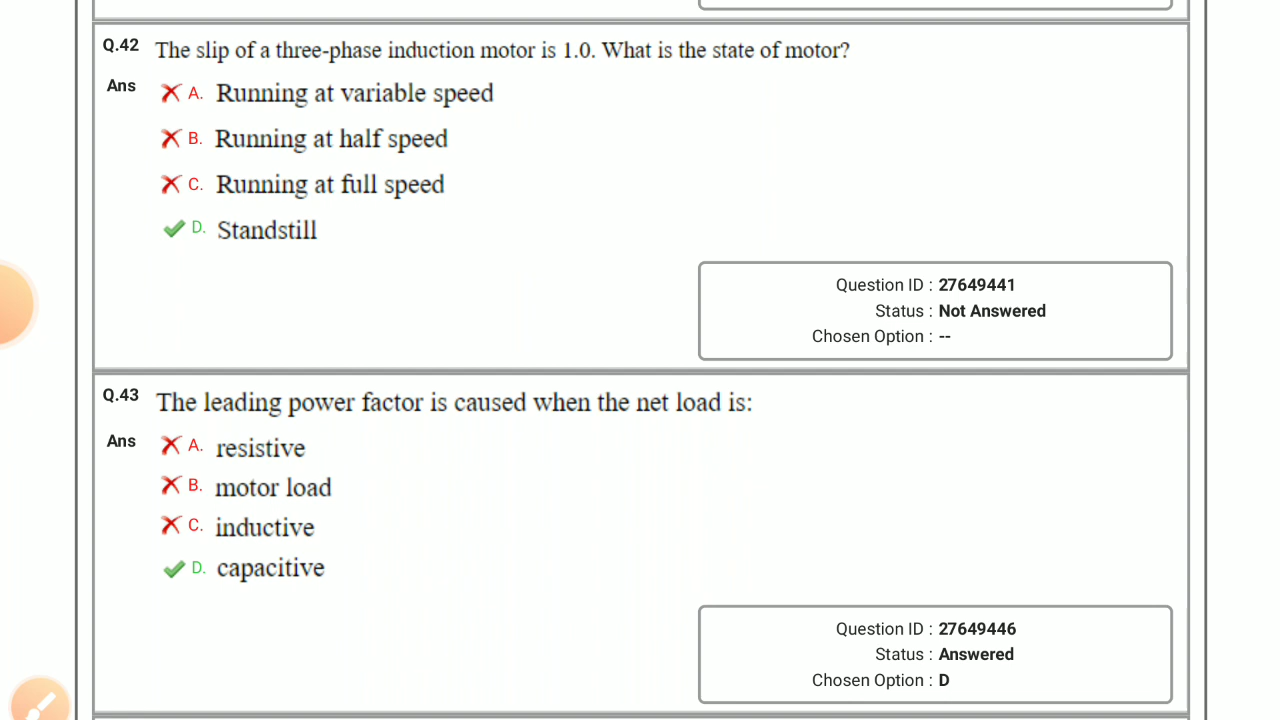 Q.42 The slip of a three-phase induction motor is 1.0. What is the state of motor?
Ans A. Running at variable speed
B. Running at half speed
C. Running at full speed
D. Standstill
Question ID : 27649441
Status : Not Answered
Chosen Option : --
Q.43 The leading power factor is caused when the net load is:
Ans A. resistive
B. motor load
C. inductive
D. capacitive
Question ID : 27649446
Status : Answered
Chosen Option : D